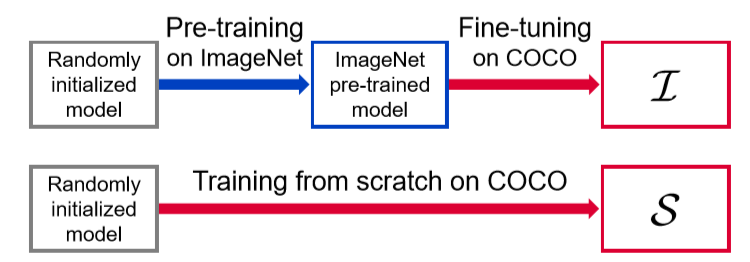 Pre-training
on ImageNet
Fine-tuning
on COCO
Randomly
initialized
model
ImageNet
pre-trained
model
ℐ
Training from scratch on COCO
Randomly
initialized
model
𝒮